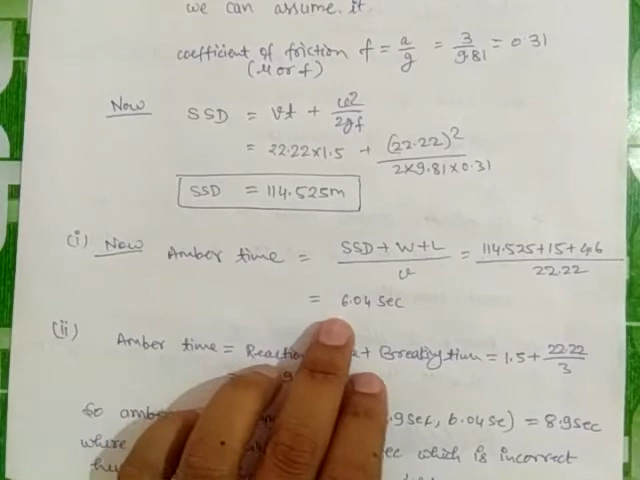 we can assume it
coefficient of friction f = a/g = 3/9.81 = 0.31
(μ or f)
Now SSD = vt + v²/2gf
= 22.22×1.5 + (22.22)²/2×9.81×0.31
SSD = 114.525m
(i) Now Amber time = SSD+W+L/v = 114.525+15+4.6/22.22
= 6.04 sec
(ii) Amber time = Reaction + Breaking time = 1.5 + 22.22/3
So amber 6.04 sec) = 8.9 sec
where sec which is incorrect